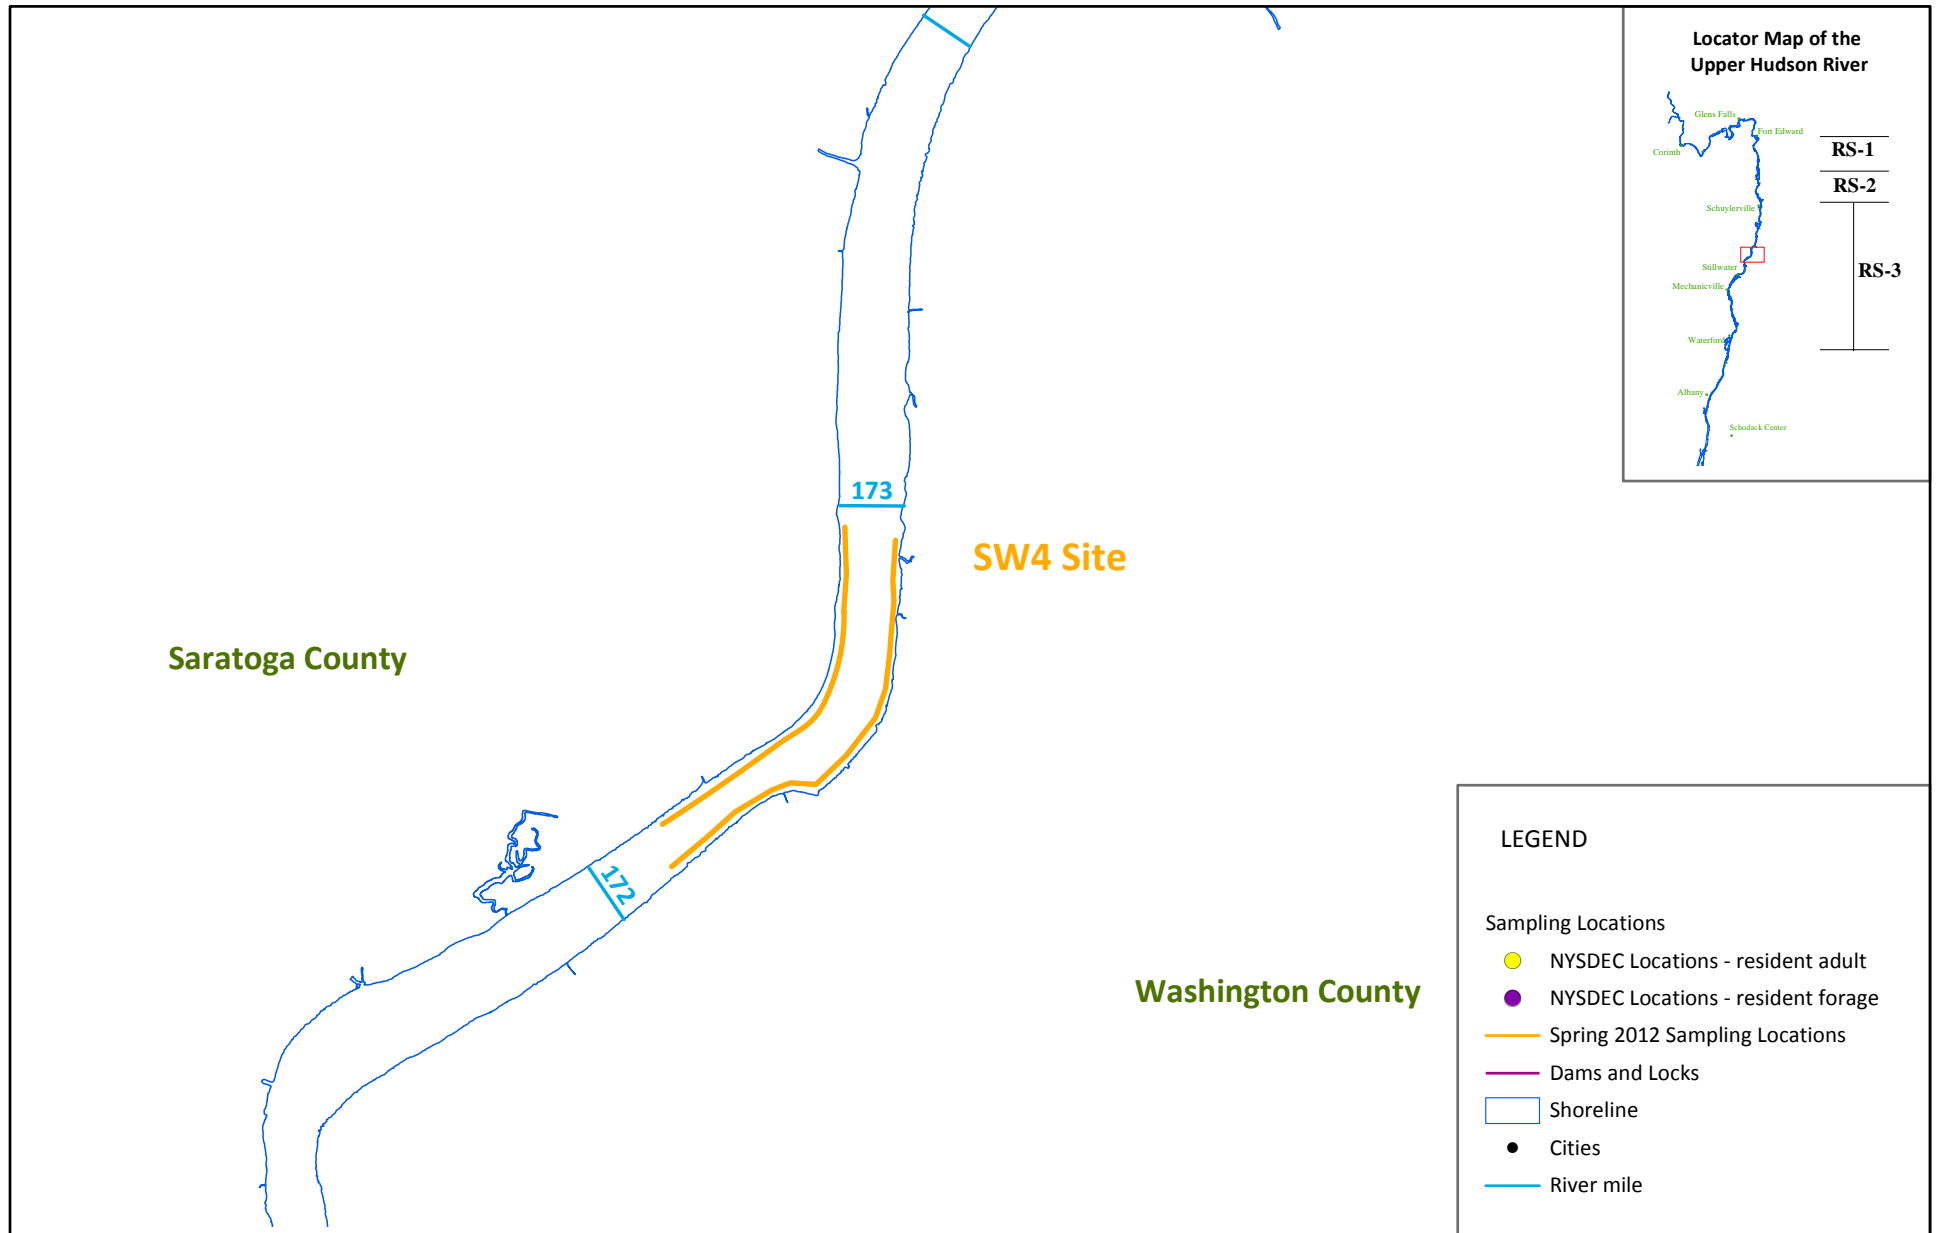 Locator Map of the
Upper Hudson River
Glens Falls
Fort Edward
Corinth
RS-1
RS-2
Schuylerville
RS-3
Stillwater
Mechanicville
Waterford
Albany
Schodack Center
173
SW4 Site
Saratoga County
172
Washington County
LEGEND
Sampling Locations
NYSDEC Locations - resident adult
NYSDEC Locations - resident forage
Spring 2012 Sampling Locations
Dams and Locks
Shoreline
Cities
River mile